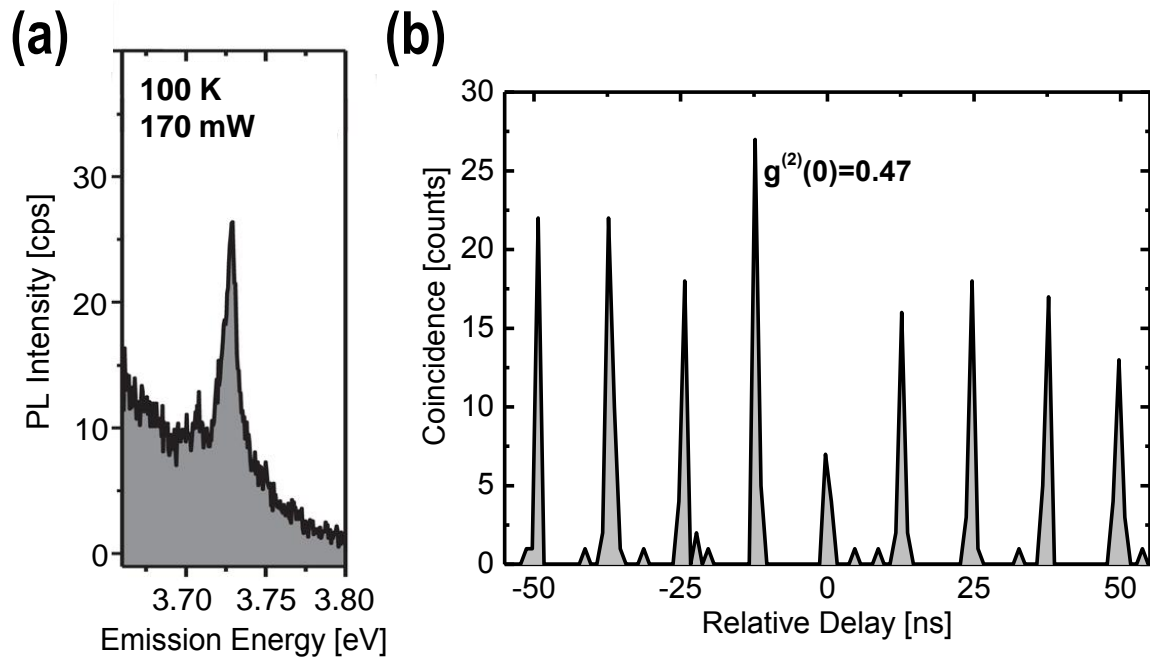 (a)
100 K
170 mW
30
20
10
0
3.70 3.75 3.80
PL Intensity [cps]
Emission Energy [eV]
(b)
g(2)(0)=0.47
30
25
20
15
10
5
0
-50 -25 0 25 50
Coincidence [counts]
Relative Delay [ns]